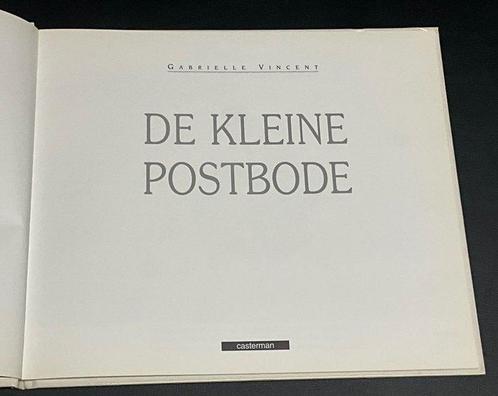 GABRIELLE VINCENT
DE KLEINE
POSTBODE
casterman